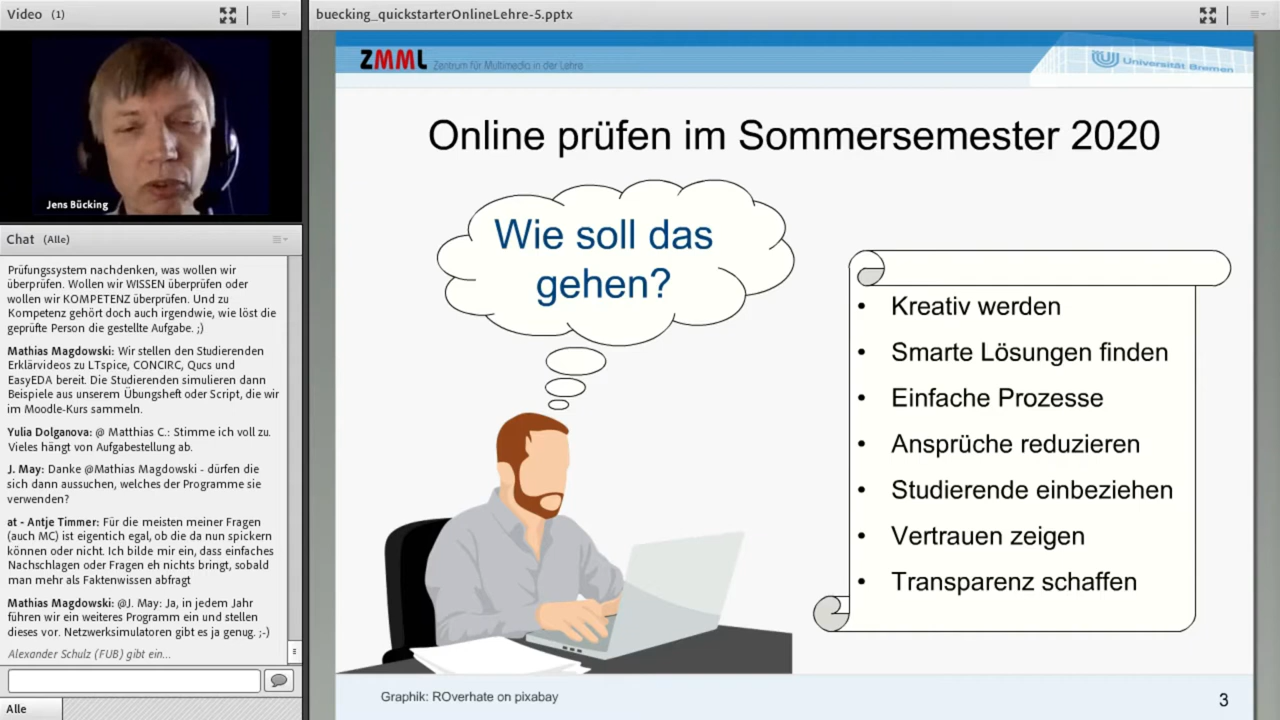 Video (1)
buecking_quickstarterOnlineLehre-5.pptx
Jens Bücking
Chat (Alle)
Prüfungssystem nachdenken, was wollen wir
überprüfen. Wollen wir WISSEN überprüfen oder
wollen wir KOMPETENZ überprüfen. Und zu
Kompetenz gehört doch auch irgendwie, wie löst die
geprüfte Person die gestellte Aufgabe. ;)
Mathias Magdowski: Wir stellen den Studierenden
Erklärvideos zu LTspice, CONCIRC, Qucs und
EasyEDA bereit. Die Studierenden simulieren dann
Beispiele aus unserem Übungsheft oder Script, die wir
im Moodle-Kurs sammeln.
Yulia Dolganova: @ Matthias C.: Stimme ich voll zu.
Vieles hängt von Aufgabestellung ab.
J. May: Danke @Mathias Magdowski - dürfen die
sich dann aussuchen, welches der Programme sie
verwenden?
at - Antje Timmer: Für die meisten meiner Fragen
(auch MC) ist eigentich egal, ob die da nun spickern
können oder nicht. Ich bilde mir ein, dass einfaches
Nachschlagen oder Fragen eh nichts bringt, sobald
man mehr als Faktenwissen abfragt
Mathias Magdowski: @J. May: Ja, in jedem Jahr
führen wir ein weiteres Programm ein und stellen
dieses vor. Netzwerksimulatoren gibt es ja genug. ;-)
Alexander Schulz (FUB) gibt ein...
Alle
ZMML Zentrum für Multimedia in der Lehre
Universität Bremen
Online prüfen im Sommersemester 2020
Wie soll das
gehen?
• Kreativ werden
• Smarte Lösungen finden
• Einfache Prozesse
• Ansprüche reduzieren
• Studierende einbeziehen
• Vertrauen zeigen
• Transparenz schaffen
Graphik: ROverhate on pixabay
3